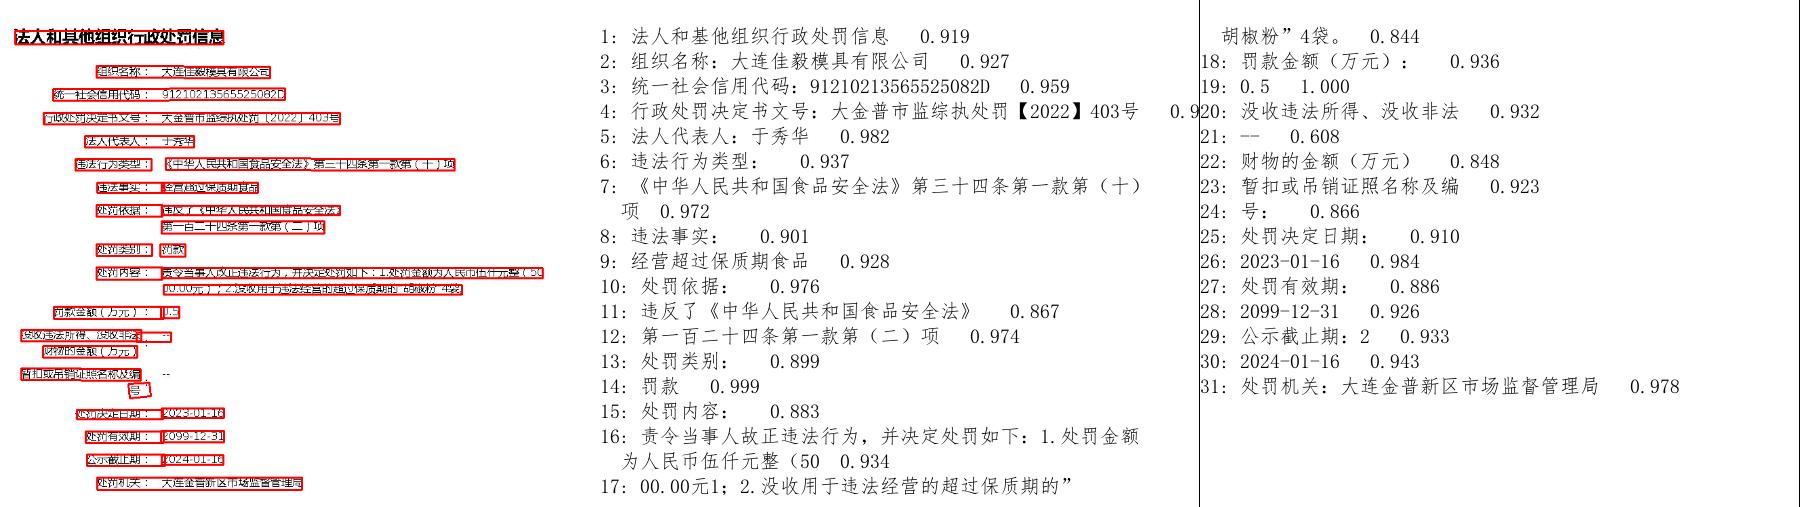 法人和其他组织行政处罚信息
组织名称： 大连佳毅模具有限公司
统一社会信用代码： 91210213565525082D
行政处罚决定书文号： 大金普市监综执处罚〔2022〕403号
法人代表人： 于秀华
违法行为类型： 《中华人民共和国食品安全法》第三十四条第一款第（十）项
违法事实： 经营超过保质期食品
处罚依据： 违反了《中华人民共和国食品安全法》
第一百二十四条第一款第（二）项
处罚类别： 罚款
处罚内容： 责令当事人改正违法行为，并决定处罚如下：1.处罚金额为人民币伍仟元整（50
00.00元）；2.没收用于违法经营的超过保质期的“胡椒粉”4袋。
罚款金额（万元）： 0.5
没收违法所得、没收非法 --
财物的金额（万元）：
暂扣或吊销证照名称及编 --
号：
处罚决定日期： 2023-01-16
处罚有效期： 2099-12-31
公示截止期： 2024-01-16
处罚机关： 大连金普新区市场监督管理局
1: 法人和基他组织行政处罚信息 0.919
2: 组织名称: 大连佳毅模具有限公司 0.927
3: 统一社会信用代码: 91210213565525082D 0.959
4: 行政处罚决定书文号: 大金普市监综执处罚【2022】403号 0.9
5: 法人代表人: 于秀华 0.982
6: 违法行为类型: 0.937
7: 《中华人民共和国食品安全法》第三十四条第一款第（十）
项 0.972
8: 违法事实: 0.901
9: 经营超过保质期食品 0.928
10: 处罚依据: 0.976
11: 违反了《中华人民共和国食品安全法》 0.867
12: 第一百二十四条第一款第（二）项 0.974
13: 处罚类别: 0.899
14: 罚款 0.999
15: 处罚内容: 0.883
16: 责令当事人故正违法行为，并决定处罚如下: 1.处罚金额
为人民币伍仟元整（50 0.934
17: 00.00元1; 2.没收用于违法经营的超过保质期的”
胡椒粉”4袋。 0.844
18: 罚款金额（万元）: 0.936
19: 0.5 1.000
20: 没收违法所得、没收非法 0.932
21: -- 0.608
22: 财物的金额（万元） 0.848
23: 暂扣或吊销证照名称及编 0.923
24: 号: 0.866
25: 处罚决定日期: 0.910
26: 2023-01-16 0.984
27: 处罚有效期: 0.886
28: 2099-12-31 0.926
29: 公示截止期:2 0.933
30: 2024-01-16 0.943
31: 处罚机关: 大连金普新区市场监督管理局 0.978